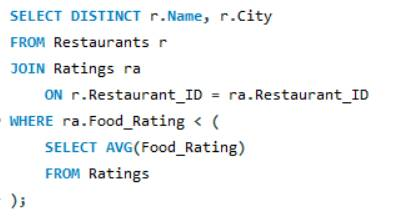 SELECT DISTINCT r.Name, r.City
FROM Restaurants r
JOIN Ratings ra
    ON r.Restaurant_ID = ra.Restaurant_ID
WHERE ra.Food_Rating < (
    SELECT AVG(Food_Rating)
    FROM Ratings
);